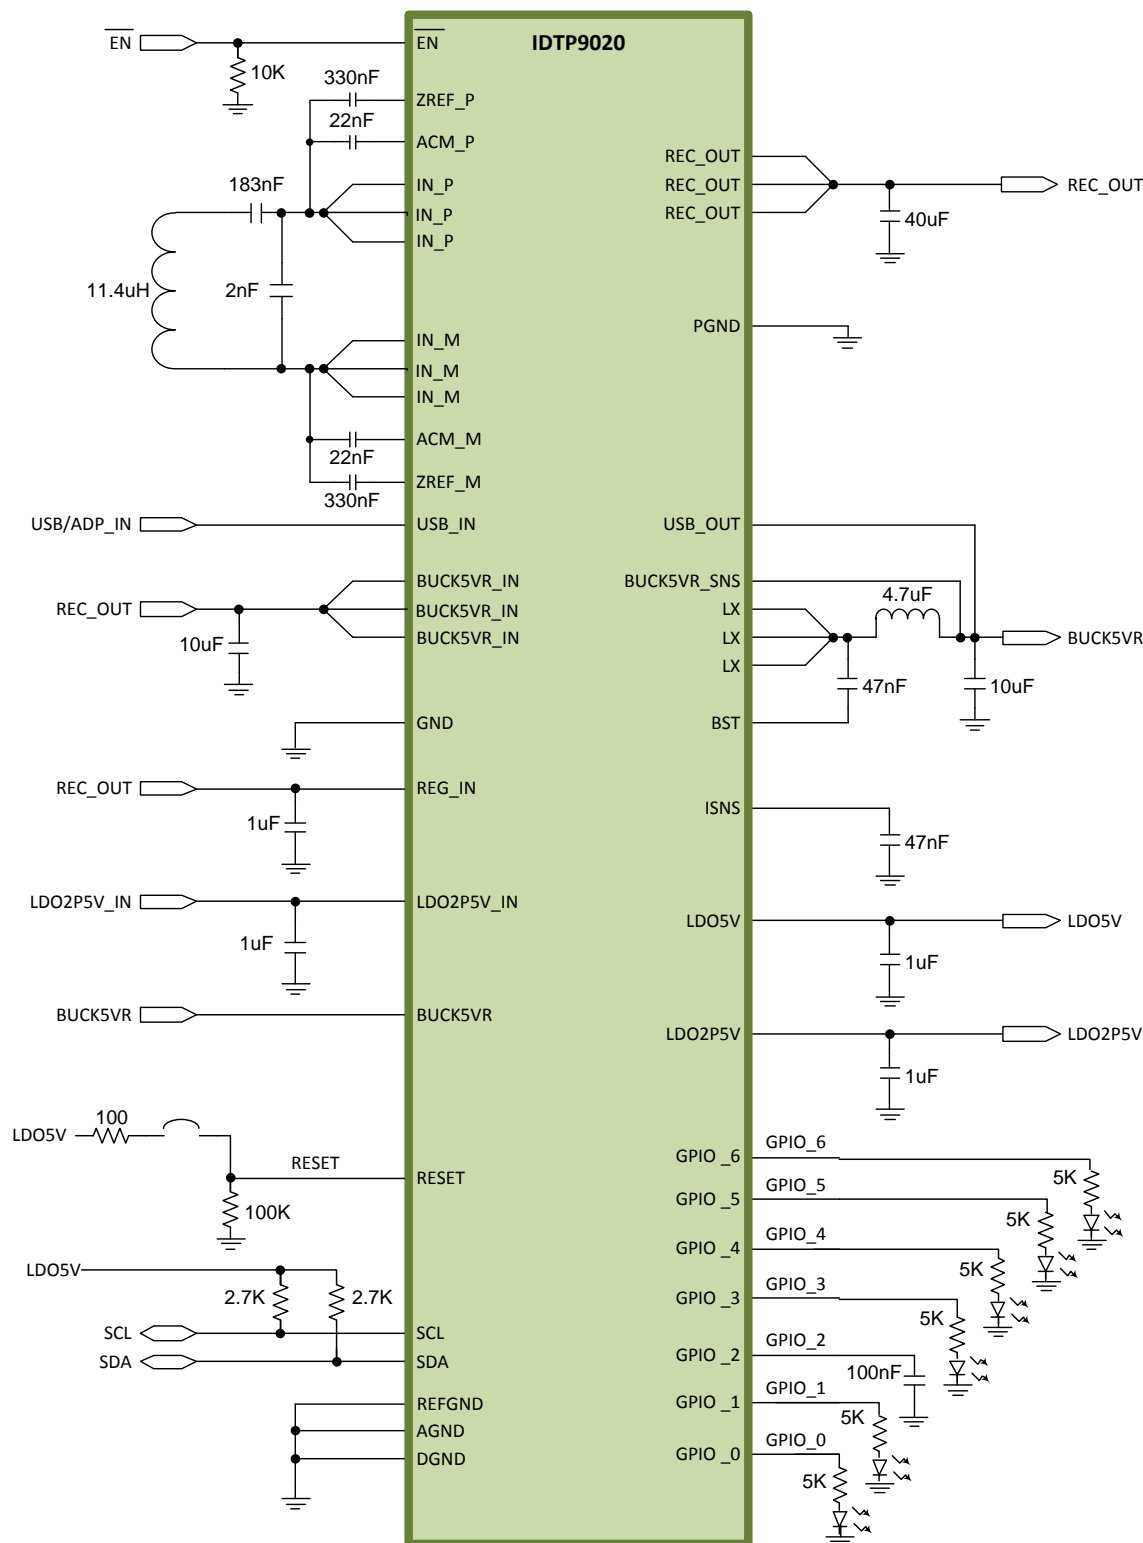 EN
EN
IDTP9020
10K
330nF
ZREF_P
22nF
ACM_P
REC_OUT
183nF
IN_P
REC_OUT
REC_OUT
IN_P
REC_OUT
40uF
IN_P
11.4uH
2nF
PGND
IN_M
IN_M
IN_M
ACM_M
22nF
ZREF_M
330nF
USB/ADP_IN
USB_IN
USB_OUT
BUCK5VR_IN
BUCK5VR_SNS
4.7uF
REC_OUT
BUCK5VR_IN
LX
BUCK5VR_IN
LX
BUCK5VR
10uF
LX
47nF
10uF
GND
BST
REC_OUT
REG_IN
ISNS
1uF
47nF
LDO2P5V_IN
LDO2P5V_IN
LDO5V
LDO5V
1uF
1uF
BUCK5VR
BUCK5VR
LDO2P5V
LDO2P5V
1uF
100
LDO5V
GPIO_6
GPIO _6
RESET
RESET
5K
100K
GPIO_5
GPIO _5
5K
GPIO_4
GPIO _4
LDO5V
5K
2.7K
2.7K
GPIO_3
GPIO _3
5K
SCL
SCL
GPIO_2
GPIO _2
SDA
SDA
100nF
REFGND
GPIO_1
GPIO _1
5K
AGND
GPIO_0
GPIO _0
DGND
5K